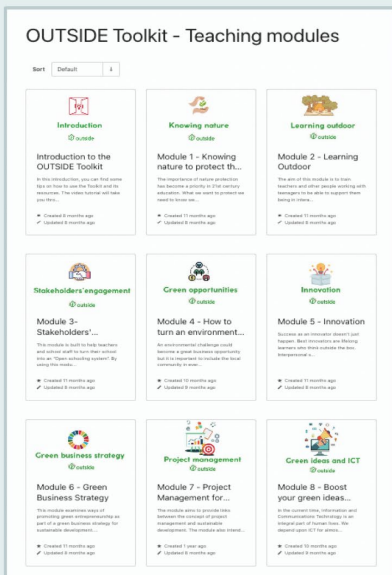 OUTSIDE Toolkit - Teaching modules
Sort Default
Introduction
outside
Introduction to the
OUTSIDE Toolkit
In this introduction, you can find some
tips on how to use the Toolkit and its
resources. The video tutorial will take
you thro...
Created 8 months ago
Updated 8 months ago
Knowing nature
outside
Module 1 - Knowing
nature to protect th...
The importance of nature protection
has become a priority in 21st century
education. What we want to protect we
need to know we...
Created 11 months ago
Updated 8 months ago
Learning outdoor
outside
Module 2 - Learning
Outdoor
The aim of this module is to train
teachers and other people working with
teenagers to be able to support them
being in intera...
Created 11 months ago
Updated 8 months ago
Stakeholders'engagement
outside
Module 3-
Stakeholders'...
This module is built to help teachers
and school staff to turn their school
into an "Open schooling system". By
using this modu...
Created 11 months ago
Updated 8 months ago
Green opportunities
outside
Module 4 - How to
turn an environment...
An environmental challenge could
become a great business opportunity
but it is important to include the local
community in ever...
Created 10 months ago
Updated 8 months ago
Innovation
outside
Module 5 - Innovation
Success as an innovator doesn't just
happen. Best innovators are lifelong
learners who think outside the box.
Interpersonal s...
Created 11 months ago
Updated 8 months ago
Green business strategy
outside
Module 6 - Green
Business Strategy
This module examines ways of
promoting green entrepreneurship as
part of a green business strategy for
sustainable development...
Created 11 months ago
Updated 8 months ago
Project management
outside
Module 7 - Project
Management for...
The module aims to provide links
between the concept of project
management and sustainable
development. The module also intend...
Created 1 year ago
Updated 8 months ago
Green ideas and ICT
outside
Module 8 - Boost
your green ideas...
In the current time, Information and
Communications Technology is an
integral part of human lives. We
depend upon ICT for almos...
Created 10 months ago
Updated 8 months ago